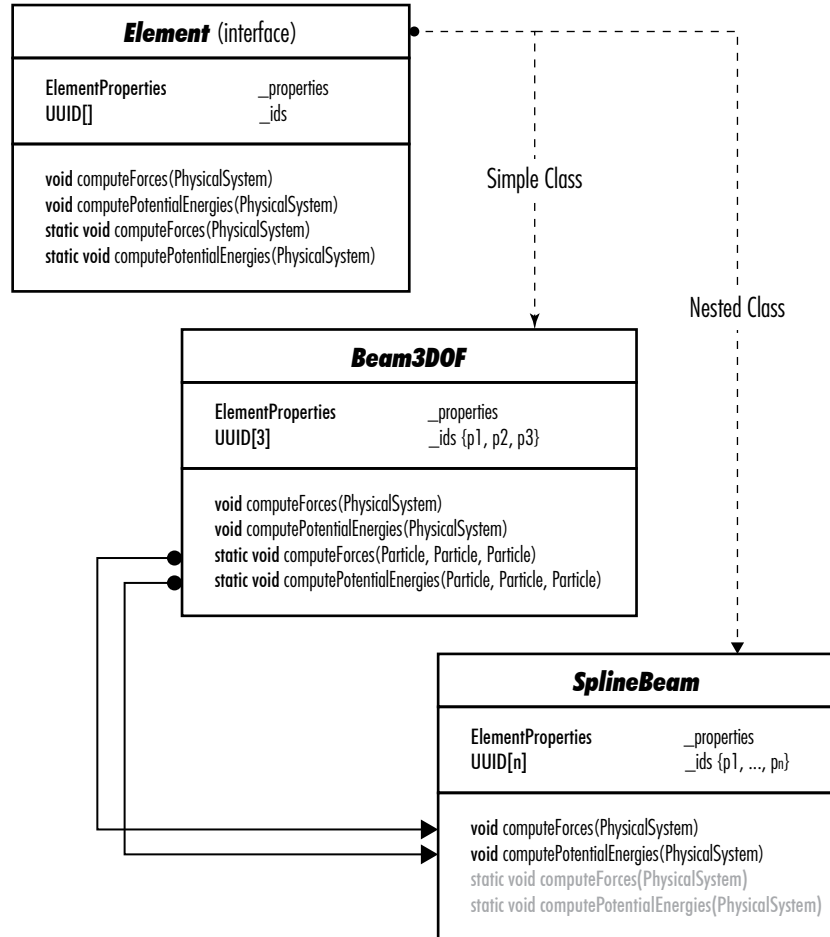 Element (interface)
ElementProperties _properties
UUID[] _ids
void computeForces(PhysicalSystem)
void computePotentialEnergies(PhysicalSystem)
static void computeForces(PhysicalSystem)
static void computePotentialEnergies(PhysicalSystem)
Simple Class
Nested Class
Beam3DOF
ElementProperties _properties
UUID[3] _ids {p1, p2, p3}
void computeForces(PhysicalSystem)
void computePotentialEnergies(PhysicalSystem)
static void computeForces(Particle, Particle, Particle)
static void computePotentialEnergies(Particle, Particle, Particle)
SplineBeam
ElementProperties _properties
UUID[n] _ids {p1, ..., pn}
void computeForces(PhysicalSystem)
void computePotentialEnergies(PhysicalSystem)
static void computeForces(PhysicalSystem)
static void computePotentialEnergies(PhysicalSystem)